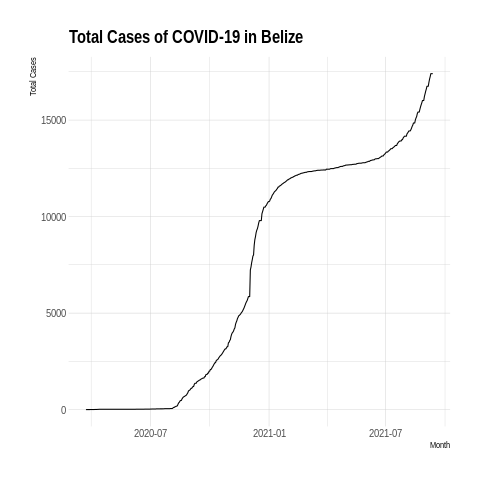 Total Cases of COVID-19 in Belize
Total Cases
15000
10000
5000
0
2020-07 2021-01 2021-07
Month